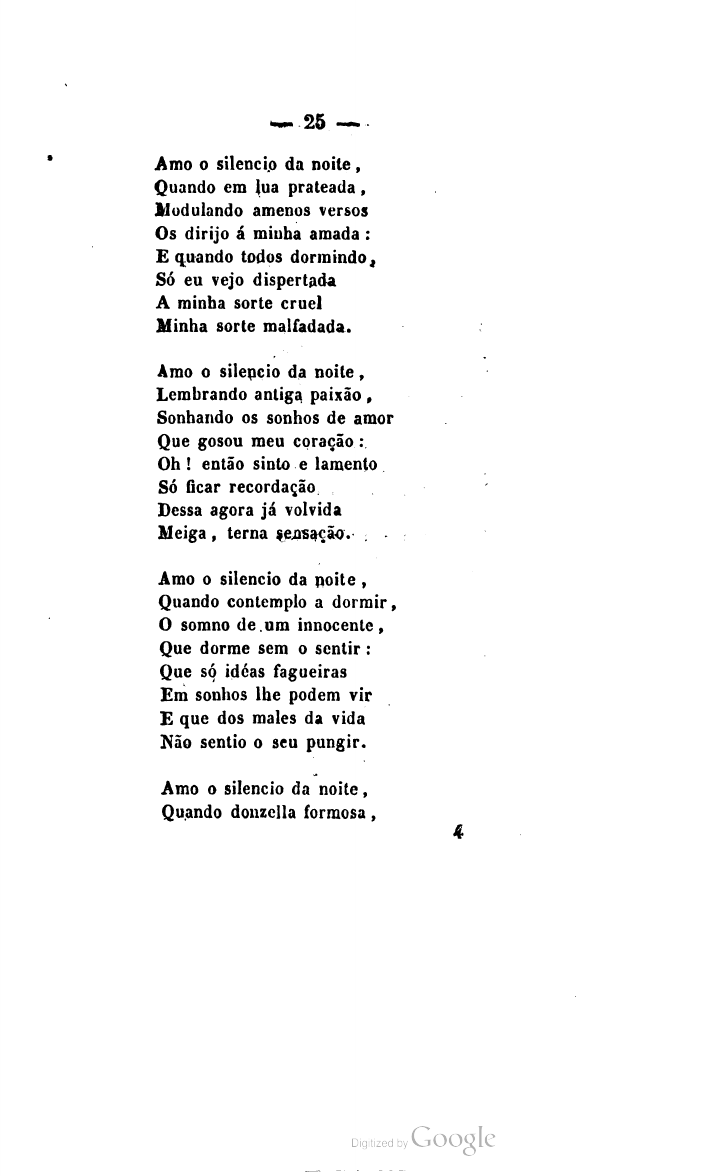 — 25 —
Amo o silencio da noite,
Quando em lua prateada,
Modulando amenos versos
Os dirijo á minha amada:
E quando todos dormindo,
Só eu vejo dispertada
A minha sorte cruel
Minha sorte malfadada.
Amo o silencio da noite,
Lembrando antiga paixão,
Sonhando os sonhos de amor
Que gosou meu coração:
Oh! então sinto e lamento
Só ficar recordação
Dessa agora já volvida
Meiga, terna sensação.
Amo o silencio da noite,
Quando contemplo a dormir,
O somno de um innocente,
Que dorme sem o sentir:
Que só idéas fagueiras
Em sonhos lhe podem vir
E que dos males da vida
Não sentio o seu pungir.
Amo o silencio da noite,
Quando donzella formosa,
4
Digitized by Google